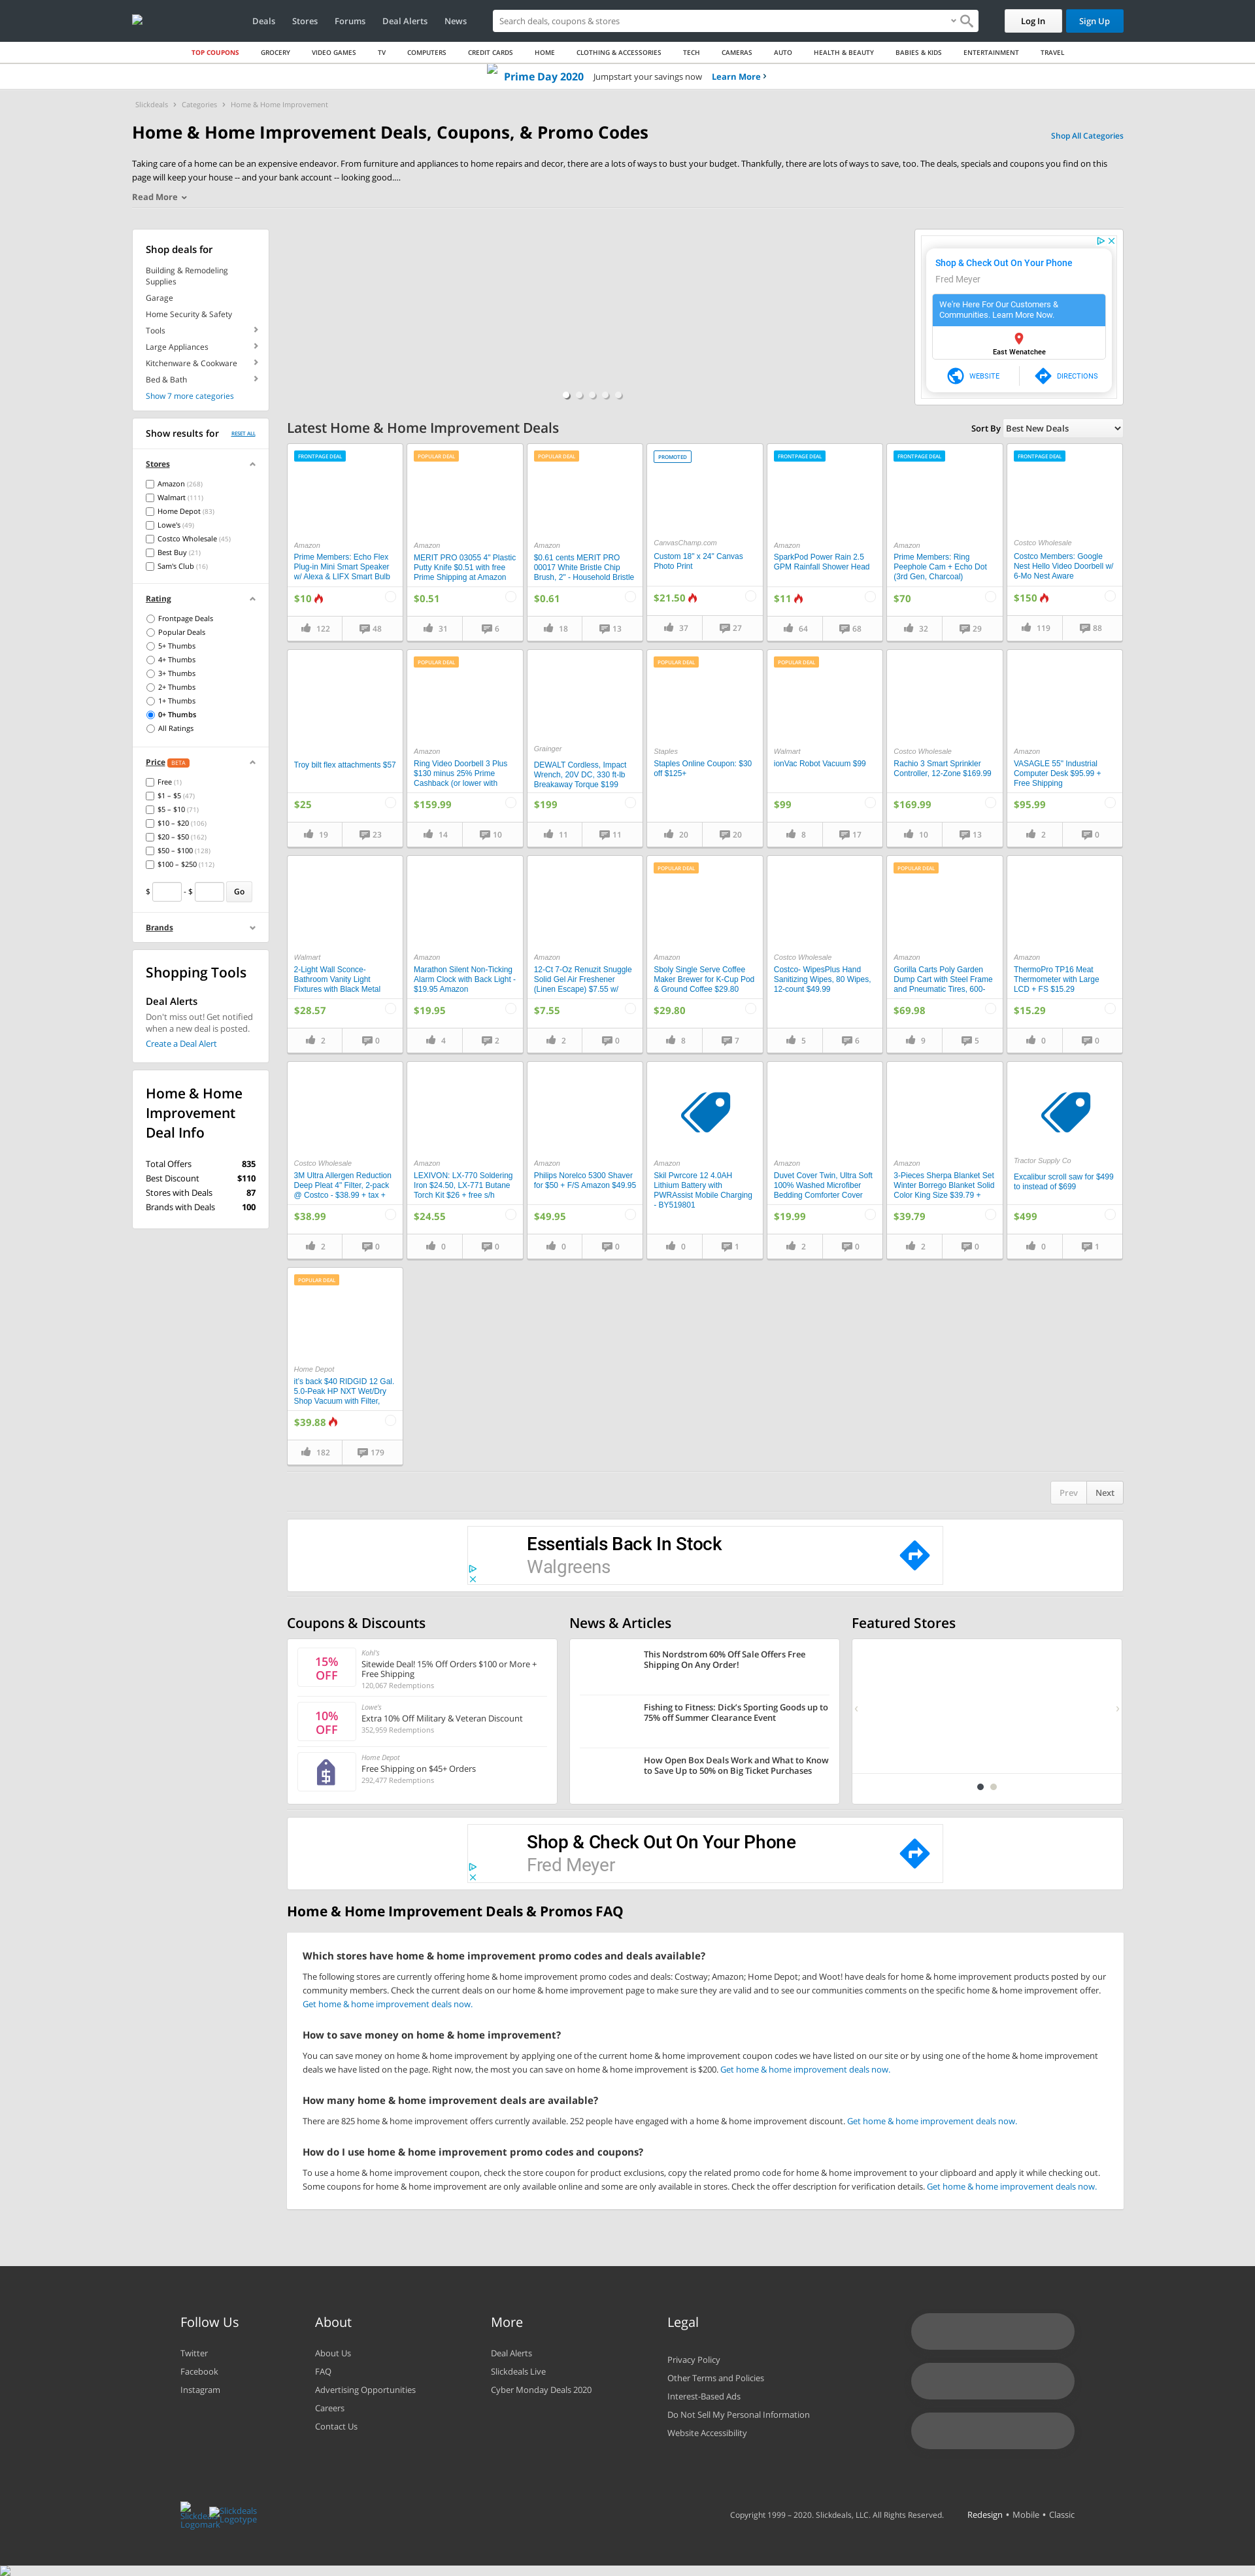 Deals Stores Forums Deal Alerts News
Search deals, coupons & stores
Log In Sign Up
TOP COUPONS GROCERY VIDEO GAMES TV COMPUTERS CREDIT CARDS HOME CLOTHING & ACCESSORIES TECH CAMERAS AUTO HEALTH & BEAUTY BABIES & KIDS ENTERTAINMENT TRAVEL
Prime Day 2020 Jumpstart your savings now Learn More
Slickdeals Categories Home & Home Improvement
Home & Home Improvement Deals, Coupons, & Promo Codes
Shop All Categories
Taking care of a home can be an expensive endeavor. From furniture and appliances to home repairs and decor, there are a lot of ways to bust your budget. Thankfully, there are lots of ways to save, too. The deals, specials and coupons you find on this
page will keep your house -- and your bank account -- looking good....
Read More
Shop deals for
Building & Remodeling
Supplies
Garage
Home Security & Safety
Tools
Large Appliances
Kitchenware & Cookware
Bed & Bath
Show 7 more categories
Shop & Check Out On Your Phone
Fred Meyer
We're Here For Our Customers &
Communities. Learn More Now.
East Wenatchee
WEBSITE DIRECTIONS
Show results for RESET ALL
Stores
Amazon (268)
Walmart (111)
Home Depot (83)
Lowe's (49)
Costco Wholesale (45)
Best Buy (21)
Sam's Club (16)
Rating
Frontpage Deals
Popular Deals
5+ Thumbs
4+ Thumbs
3+ Thumbs
2+ Thumbs
1+ Thumbs
0+ Thumbs
All Ratings
Price BETA
Free (1)
$1 – $5 (47)
$5 – $10 (71)
$10 – $20 (106)
$20 – $50 (162)
$50 – $100 (128)
$100 – $250 (112)
$ - $ Go
Brands
Shopping Tools
Deal Alerts
Don't miss out! Get notified
when a new deal is posted.
Create a Deal Alert
Home & Home
Improvement
Deal Info
Total Offers 835
Best Discount $110
Stores with Deals 87
Brands with Deals 100
Latest Home & Home Improvement Deals
Sort By Best New Deals
FRONTPAGE DEAL
Amazon
Prime Members: Echo Flex
Plug-in Mini Smart Speaker
w/ Alexa & LIFX Smart Bulb
$10
122 48
POPULAR DEAL
Amazon
MERIT PRO 03055 4" Plastic
Putty Knife $0.51 with free
Prime Shipping at Amazon
$0.51
31 6
POPULAR DEAL
Amazon
$0.61 cents MERIT PRO
00017 White Bristle Chip
Brush, 2" - Household Bristle
$0.61
18 13
PROMOTED
CanvasChamp.com
Custom 18" x 24" Canvas
Photo Print
$21.50
37 27
FRONTPAGE DEAL
Amazon
SparkPod Power Rain 2.5
GPM Rainfall Shower Head
$11
64 68
FRONTPAGE DEAL
Amazon
Prime Members: Ring
Peephole Cam + Echo Dot
(3rd Gen, Charcoal)
$70
32 29
FRONTPAGE DEAL
Costco Wholesale
Costco Members: Google
Nest Hello Video Doorbell w/
6-Mo Nest Aware
$150
119 88
Troy bilt flex attachments $57
$25
19 23
POPULAR DEAL
Amazon
Ring Video Doorbell 3 Plus
$130 minus 25% Prime
Cashback (or lower with
$159.99
14 10
Grainger
DEWALT Cordless, Impact
Wrench, 20V DC, 330 ft-lb
Breakaway Torque $199
$199
11 11
POPULAR DEAL
Staples
Staples Online Coupon: $30
off $125+
20 20
POPULAR DEAL
Walmart
ionVac Robot Vacuum $99
$99
8 17
Costco Wholesale
Rachio 3 Smart Sprinkler
Controller, 12-Zone $169.99
$169.99
10 13
Amazon
VASAGLE 55" Industrial
Computer Desk $95.99 +
Free Shipping
$95.99
2 0
Walmart
2-Light Wall Sconce-
Bathroom Vanity Light
Fixtures with Black Metal
$28.57
2 0
Amazon
Marathon Silent Non-Ticking
Alarm Clock with Back Light -
$19.95 Amazon
$19.95
4 2
Amazon
12-Ct 7-Oz Renuzit Snuggle
Solid Gel Air Freshener
(Linen Escape) $7.55 w/
$7.55
2 0
POPULAR DEAL
Amazon
Sboly Single Serve Coffee
Maker Brewer for K-Cup Pod
& Ground Coffee $29.80
$29.80
8 7
Costco Wholesale
Costco- WipesPlus Hand
Sanitizing Wipes, 80 Wipes,
12-count $49.99
5 6
POPULAR DEAL
Amazon
Gorilla Carts Poly Garden
Dump Cart with Steel Frame
and Pneumatic Tires, 600-
$69.98
9 5
Amazon
ThermoPro TP16 Meat
Thermometer with Large
LCD + FS $15.29
$15.29
0 0
Costco Wholesale
3M Ultra Allergen Reduction
Deep Pleat 4" Filter, 2-pack
@ Costco - $38.99 + tax +
$38.99
2 0
Amazon
LEXIVON: LX-770 Soldering
Iron $24.50, LX-771 Butane
Torch Kit $26 + free s/h
$24.55
0 0
Amazon
Philips Norelco 5300 Shaver
for $50 + F/S Amazon $49.95
$49.95
0 0
Amazon
Skil Pwrcore 12 4.0AH
Lithium Battery with
PWRAssist Mobile Charging
- BY519801
0 1
Amazon
Duvet Cover Twin, Ultra Soft
100% Washed Microfiber
Bedding Comforter Cover
$19.99
2 0
Amazon
3-Pieces Sherpa Blanket Set
Winter Borrego Blanket Solid
Color King Size $39.79 +
$39.79
2 0
Tractor Supply Co
Excalibur scroll saw for $499
to instead of $699
$499
0 1
POPULAR DEAL
Home Depot
it's back $40 RIDGID 12 Gal.
5.0-Peak HP NXT Wet/Dry
Shop Vacuum with Filter,
$39.88
182 179
Prev Next
Essentials Back In Stock
Walgreens
Coupons & Discounts
15%
OFF
Kohl's
Sitewide Deal! 15% Off Orders $100 or More +
Free Shipping
120,067 Redemptions
10%
OFF
Lowe's
Extra 10% Off Military & Veteran Discount
352,959 Redemptions
Home Depot
Free Shipping on $45+ Orders
292,477 Redemptions
News & Articles
This Nordstrom 60% Off Sale Offers Free
Shipping On Any Order!
Fishing to Fitness: Dick's Sporting Goods up to
75% off Summer Clearance Event
How Open Box Deals Work and What to Know
to Save Up to 50% on Big Ticket Purchases
Featured Stores
Shop & Check Out On Your Phone
Fred Meyer
Home & Home Improvement Deals & Promos FAQ
Which stores have home & home improvement promo codes and deals available?
The following stores are currently offering home & home improvement promo codes and deals: Costway; Amazon; Home Depot; and Woot! have deals for home & home improvement products posted by our
community members. Check the current deals on our home & home improvement page to make sure they are valid and to see our communities comments on the specific home & home improvement offer.
Get home & home improvement deals now.
How to save money on home & home improvement?
You can save money on home & home improvement by applying one of the current home & home improvement coupon codes we have listed on our site or by using one of the home & home improvement
deals we have listed on the page. Right now, the most you can save on home & home improvement is $200. Get home & home improvement deals now.
How many home & home improvement deals are available?
There are 825 home & home improvement offers currently available. 252 people have engaged with a home & home improvement discount. Get home & home improvement deals now.
How do I use home & home improvement promo codes and coupons?
To use a home & home improvement coupon, check the store coupon for product exclusions, copy the related promo code for home & home improvement to your clipboard and apply it while checking out.
Some coupons for home & home improvement are only available online and some are only available in stores. Check the offer description for verification details. Get home & home improvement deals now.
Follow Us
Twitter
Facebook
Instagram
About
About Us
FAQ
Advertising Opportunities
Careers
Contact Us
More
Deal Alerts
Slickdeals Live
Cyber Monday Deals 2020
Legal
Privacy Policy
Other Terms and Policies
Interest-Based Ads
Do Not Sell My Personal Information
Website Accessibility
Slickdeals
Logomark
Slickdeals
Logotype
Copyright 1999 – 2020. Slickdeals, LLC. All Rights Reserved. Redesign • Mobile • Classic